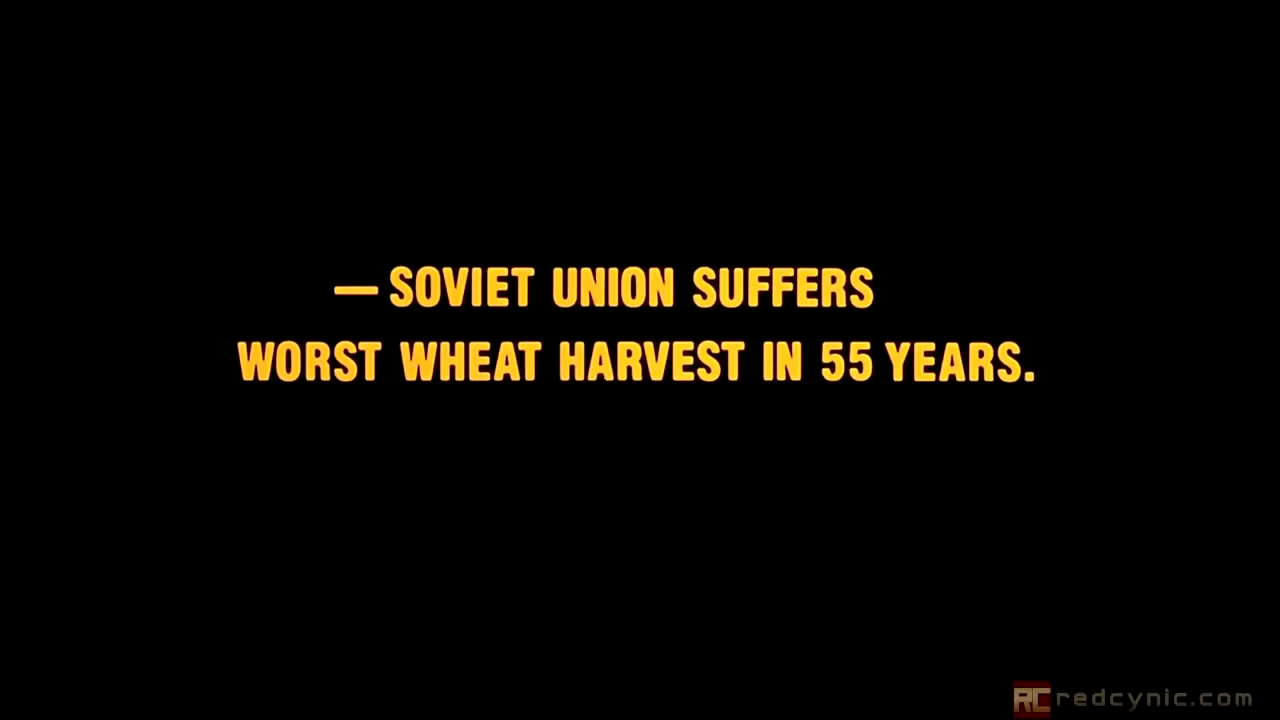 — SOVIET UNION SUFFERS
WORST WHEAT HARVEST IN 55 YEARS.
RC redcynic.com